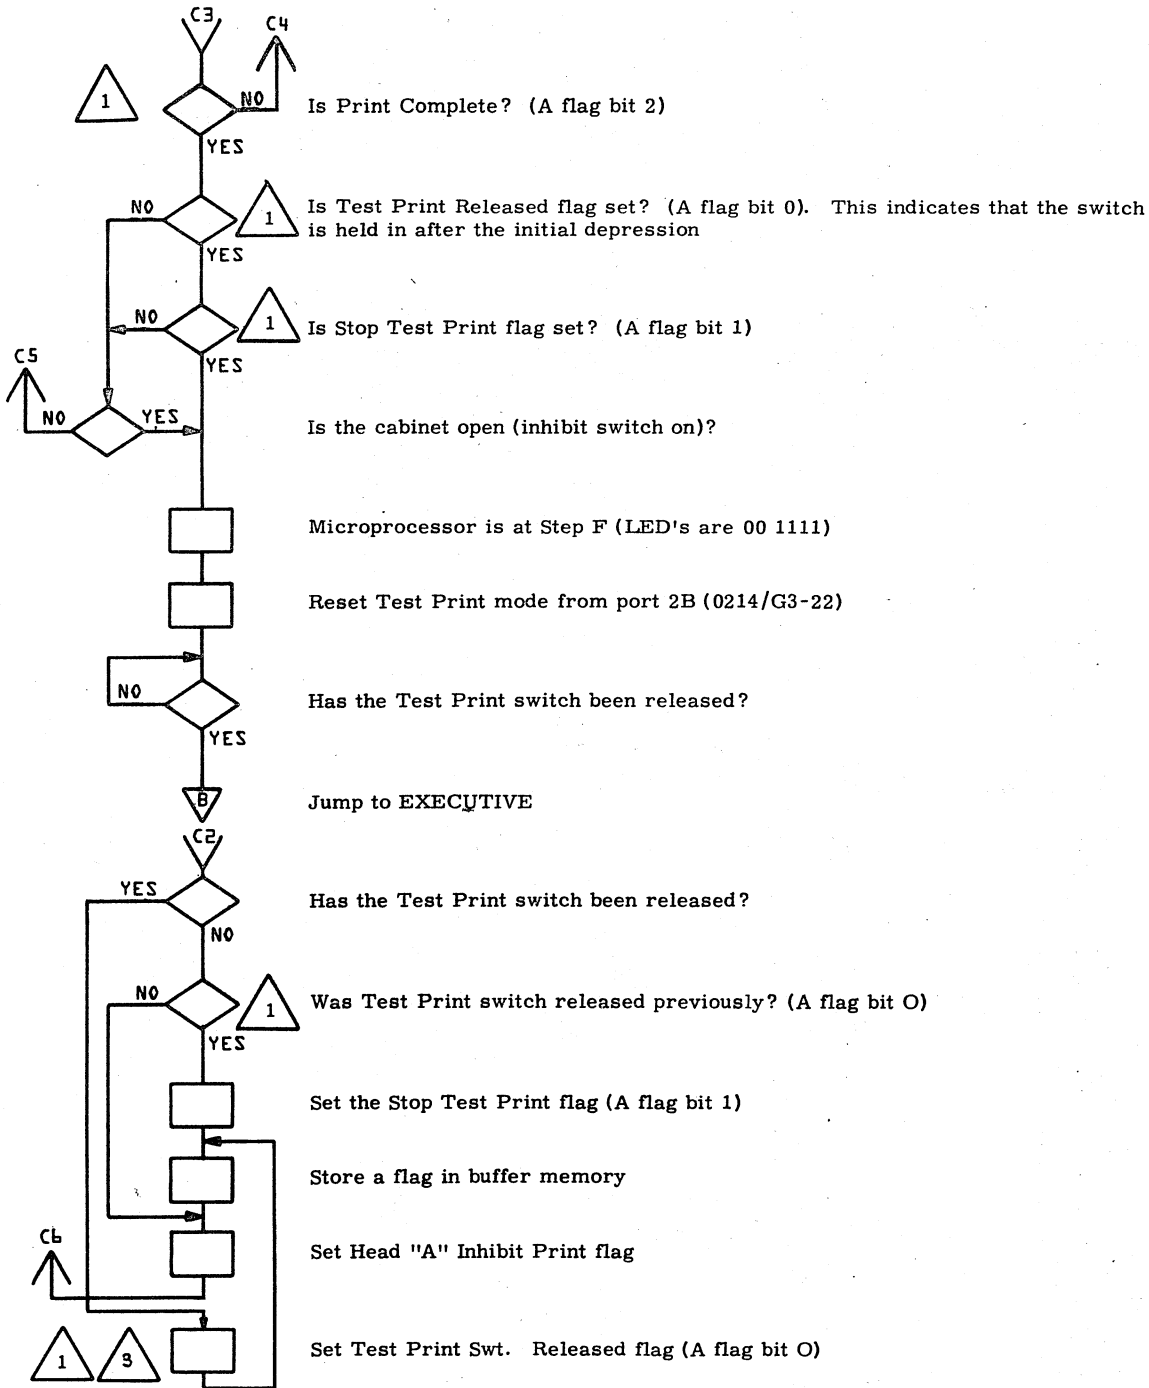 C3
C4
1
NO
Is Print Complete? (A flag bit 2)
YES
NO
1
Is Test Print Released flag set? (A flag bit 0). This indicates that the switch
is held in after the initial depression
YES
NO
1
Is Stop Test Print flag set? (A flag bit 1)
YES
C5
NO
YES
Is the cabinet open (inhibit switch on)?
Microprocessor is at Step F (LED's are 00 1111)
Reset Test Print mode from port 2B (0214/G3-22)
NO
Has the Test Print switch been released?
YES
B
Jump to EXECUTIVE
C2
YES
Has the Test Print switch been released?
NO
NO
1
Was Test Print switch released previously? (A flag bit O)
YES
Set the Stop Test Print flag (A flag bit 1)
Store a flag in buffer memory
C6
Set Head "A" Inhibit Print flag
1
3
Set Test Print Swt. Released flag (A flag bit O)